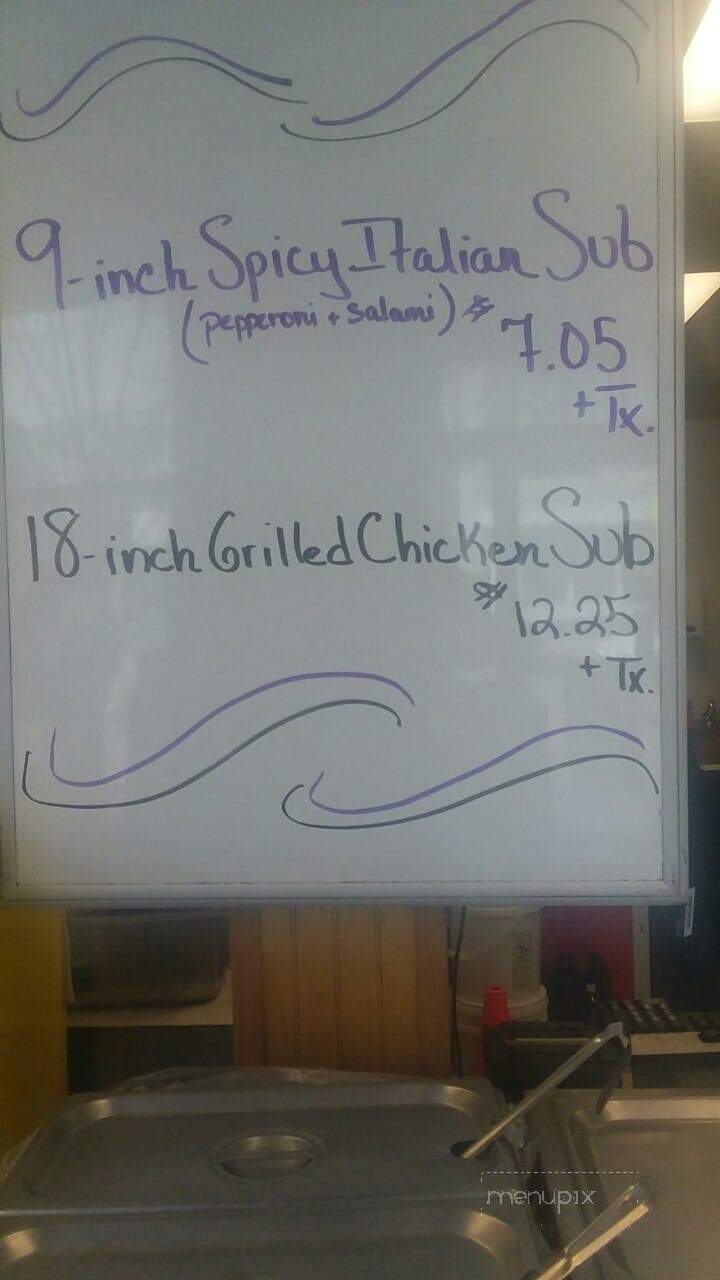 9-inch Spicy Italian Sub
(pepperoni + salami) $7.05
+ Tx.
18-inch Grilled Chicken Sub
$12.25
+ Tx.
menupix